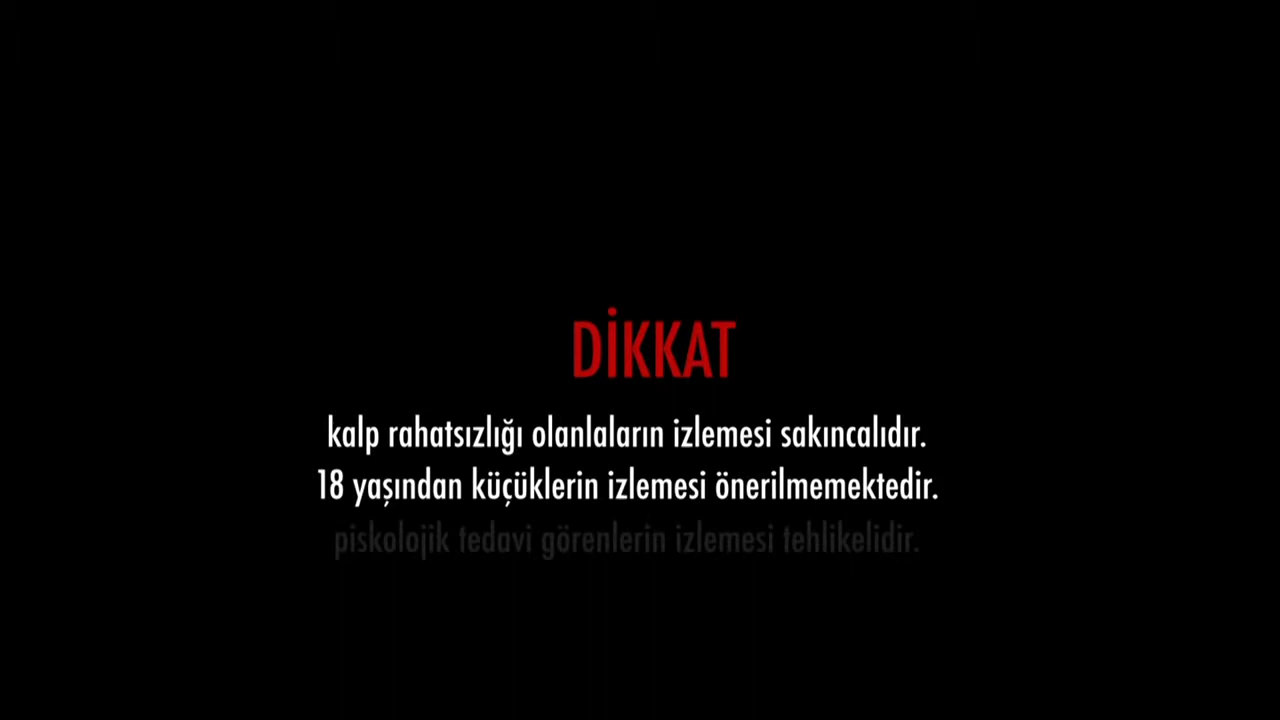 DİKKAT
kalp rahatsızlığı olanlaların izlemesi sakıncalıdır.
18 yaşından küçüklerin izlemesi önerilmemektedir.
piskolojik tedavi görenlerin izlemesi tehlikelidir.